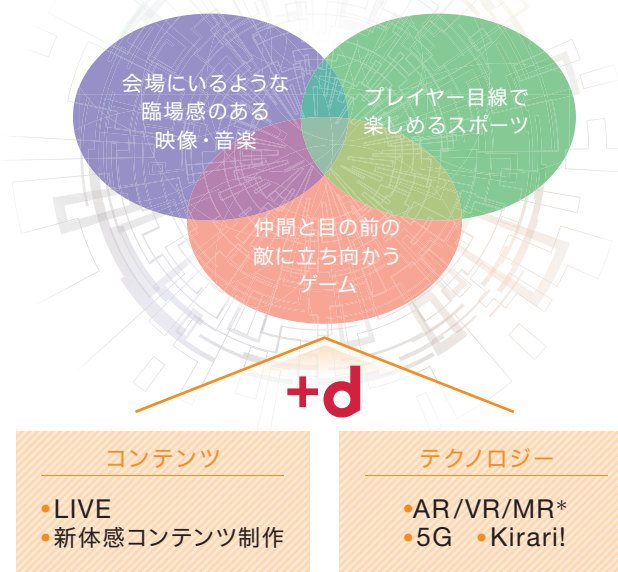 会場にいるような
臨場感のある
映像・音楽
プレイヤー目線で
楽しめるスポーツ
仲間と目の前の
敵に立ち向かう
ゲーム
+d
コンテンツ
•LIVE
•新体感コンテンツ制作
テクノロジー
•AR/VR/MR*
•5G •Kirari!